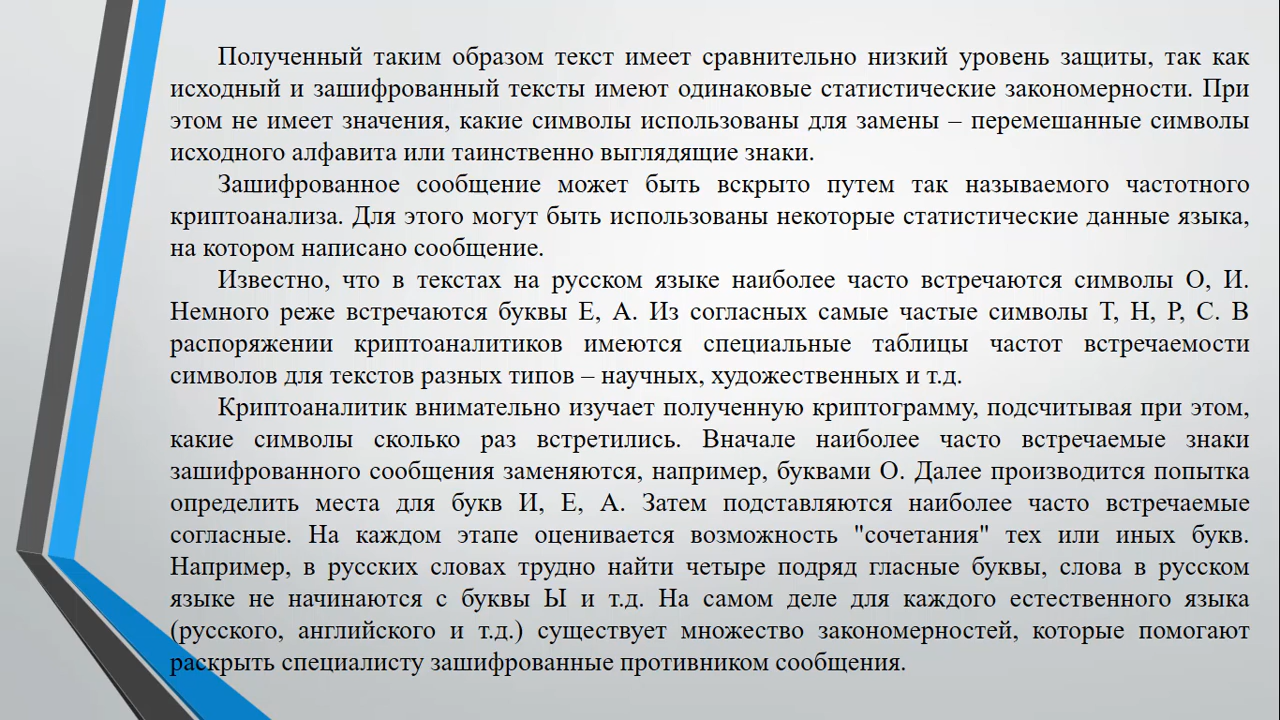 Полученный таким образом текст имеет сравнительно низкий уровень защиты, так как
исходный и зашифрованный тексты имеют одинаковые статистические закономерности. При
этом не имеет значения, какие символы использованы для замены – перемешанные символы
исходного алфавита или таинственно выглядящие знаки.
Зашифрованное сообщение может быть вскрыто путем так называемого частотного
криптоанализа. Для этого могут быть использованы некоторые статистические данные языка,
на котором написано сообщение.
Известно, что в текстах на русском языке наиболее часто встречаются символы О, И.
Немного реже встречаются буквы Е, А. Из согласных самые частые символы Т, Н, Р, С. В
распоряжении криптоаналитиков имеются специальные таблицы частот встречаемости
символов для текстов разных типов – научных, художественных и т.д.
Криптоаналитик внимательно изучает полученную криптограмму, подсчитывая при этом,
какие символы сколько раз встретились. Вначале наиболее часто встречаемые знаки
зашифрованного сообщения заменяются, например, буквами О. Далее производится попытка
определить места для букв И, Е, А. Затем подставляются наиболее часто встречаемые
согласные. На каждом этапе оценивается возможность "сочетания" тех или иных букв.
Например, в русских словах трудно найти четыре подряд гласные буквы, слова в русском
языке не начинаются с буквы Ы и т.д. На самом деле для каждого естественного языка
(русского, английского и т.д.) существует множество закономерностей, которые помогают
раскрыть специалисту зашифрованные противником сообщения.